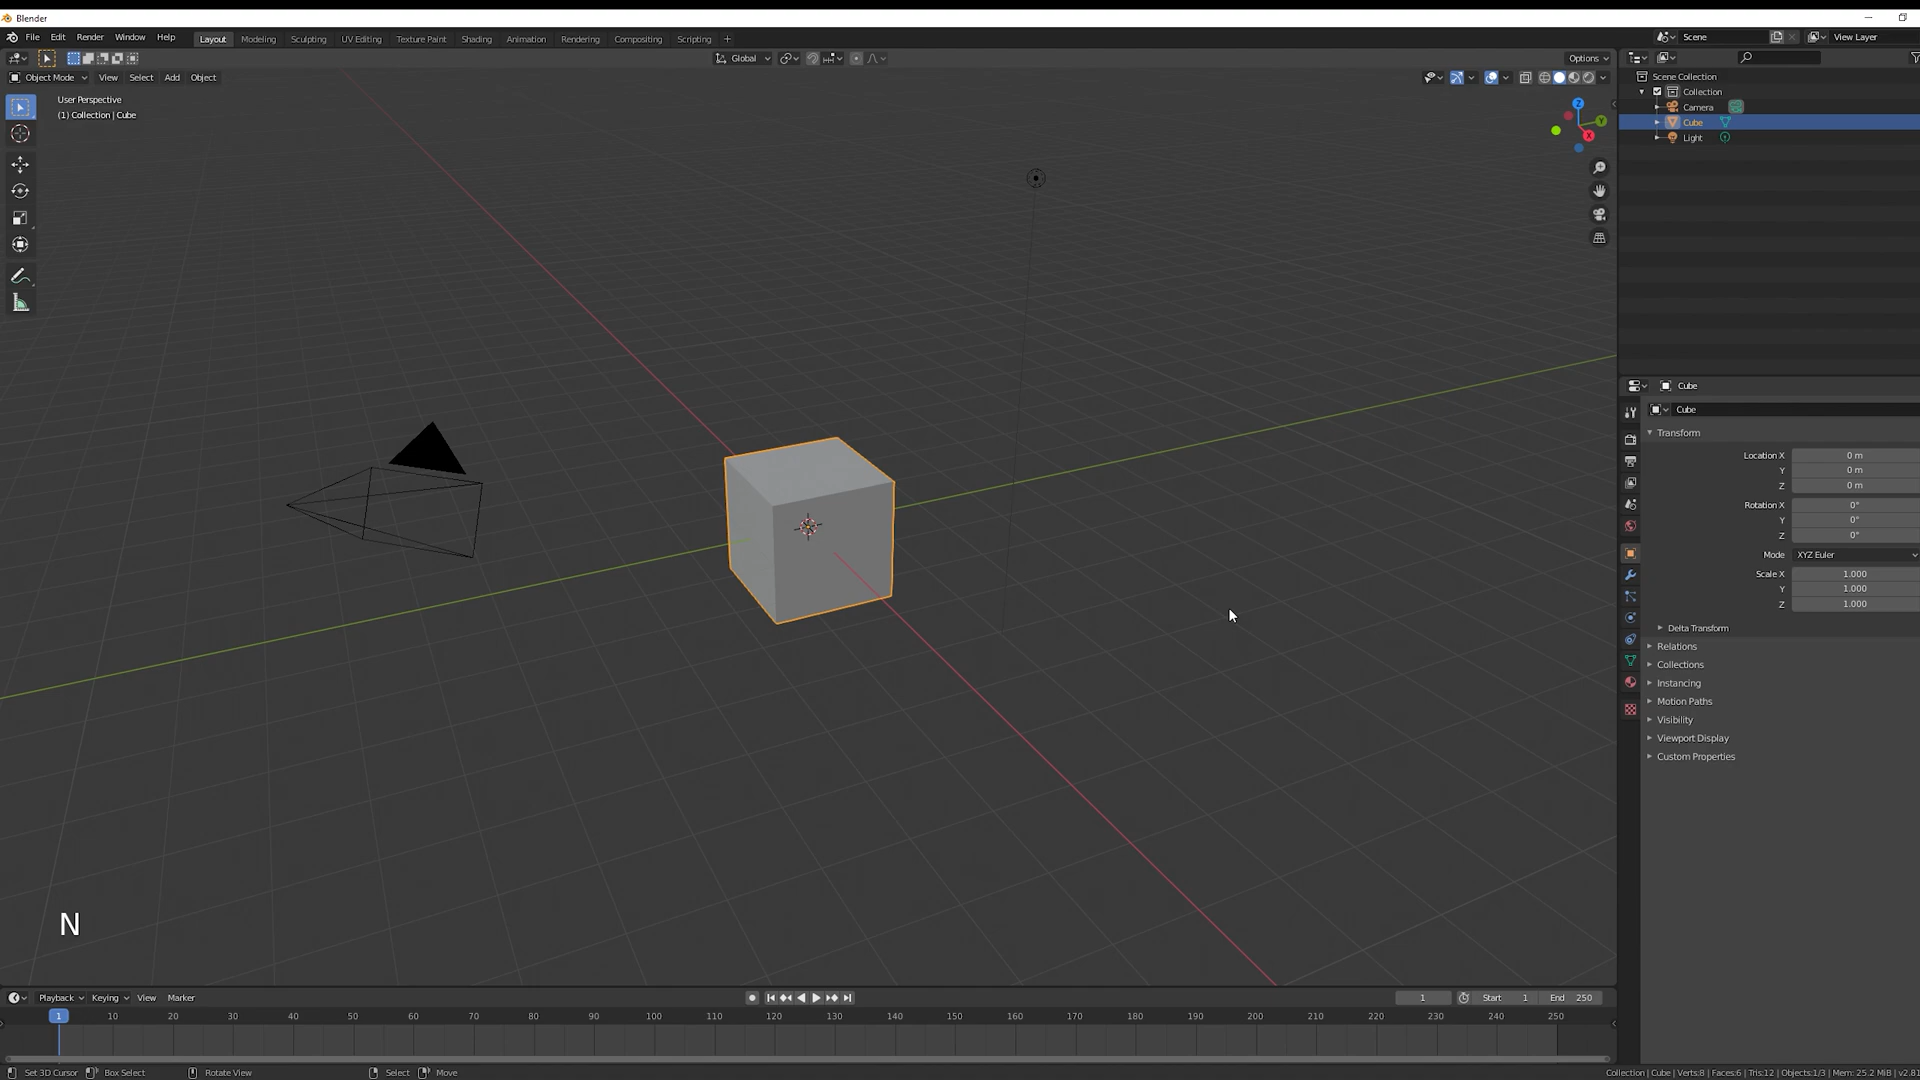 Blender
File Edit Render Window Help Layout Modeling Sculpting UV Editing Texture Paint Shading Animation Rendering Compositing Scripting + Scene View Layer
Global Options
Object Mode View Select Add Object
User Perspective
(1) Collection | Cube
Z
Y
X
Scene Collection
Collection
Camera
Cube
Light
Cube
Cube
Transform
Location X 0 m
Y 0 m
Z 0 m
Rotation X 0°
Y 0°
Z 0°
Mode XYZ Euler
Scale X 1.000
Y 1.000
Z 1.000
Delta Transform
Relations
Collections
Instancing
Motion Paths
Visibility
Viewport Display
Custom Properties
N
Playback Keying View Marker 1 Start 1 End 250
1 10 20 30 40 50 60 70 80 90 100 110 120 130 140 150 160 170 180 190 200 210 220 230 240 250
Set 3D Cursor Box Select Rotate View Select Move Collection | Cube | Verts:8 | Faces:6 | Tris:12 | Objects:1/3 | Mem: 25.2 MiB | v2.81